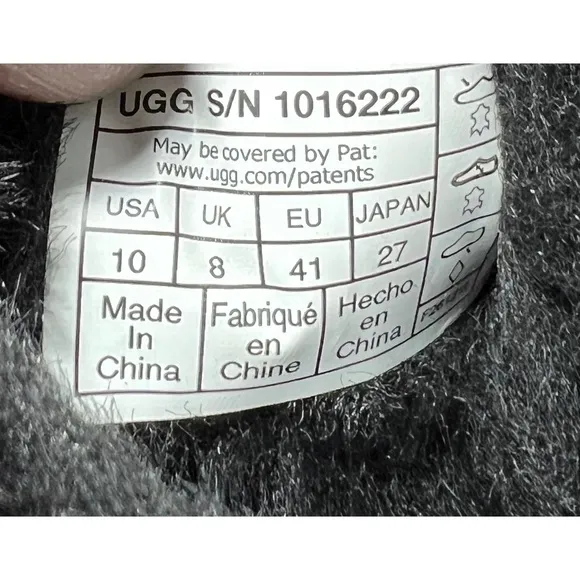 UGG S/N 1016222
May be covered by Pat:
www.ugg.com/patents
USA UK EU JAPAN
10 8 41 27
Made Fabriqué Hecho
In en en
China Chine China